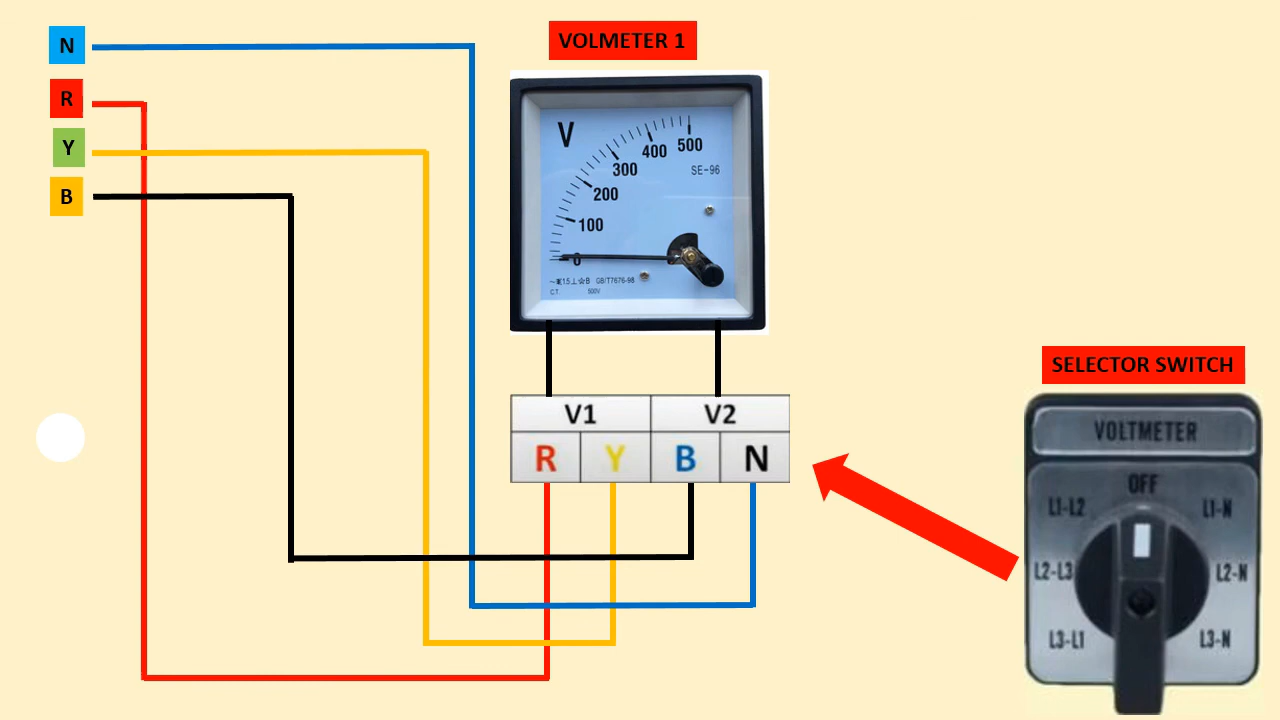 N
R
Y
B
VOLMETER 1
V
500
400
300
200
100
0
SE-96
GB/T7676-98
C.T.
500V
SELECTOR SWITCH
V1 V2
R Y B N
VOLTMETER
OFF
L1-L2 L1-N
L2-L3 L2-N
L3-L1 L3-N